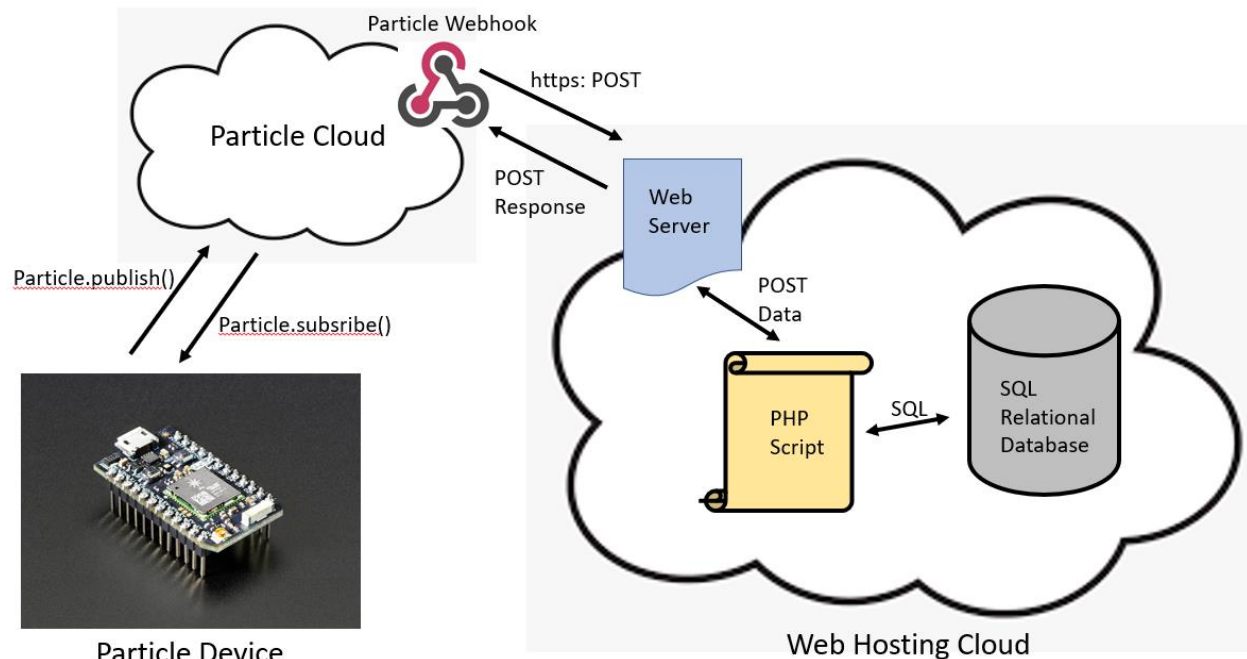 Particle Webhook
https: POST
Particle Cloud
POST
Response
Web
Server
Particle.publish()
Particle.subsribe()
POST
Data
PHP
Script
SQL
SQL
Relational
Database
Particle Device
Web Hosting Cloud